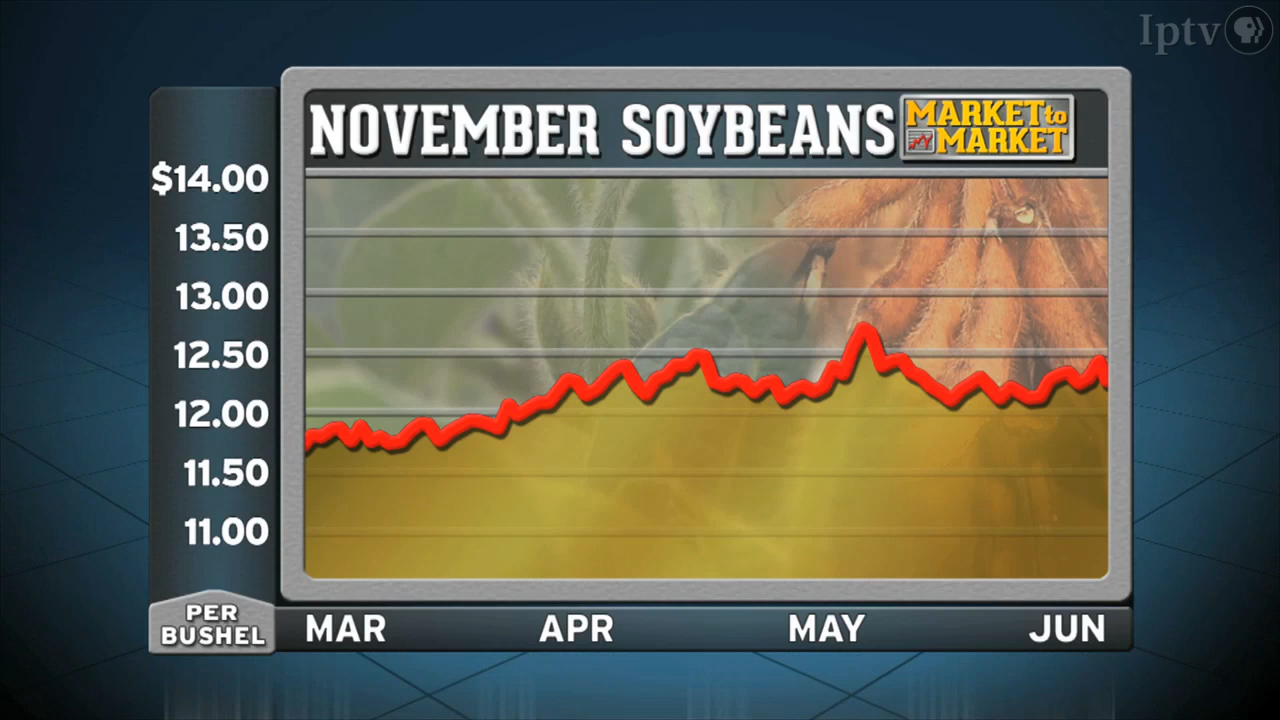 Iptv
NOVEMBER SOYBEANS
MARKET to
MARKET
$14.00
13.50
13.00
12.50
12.00
11.50
11.00
PER
BUSHEL
MAR APR MAY JUN